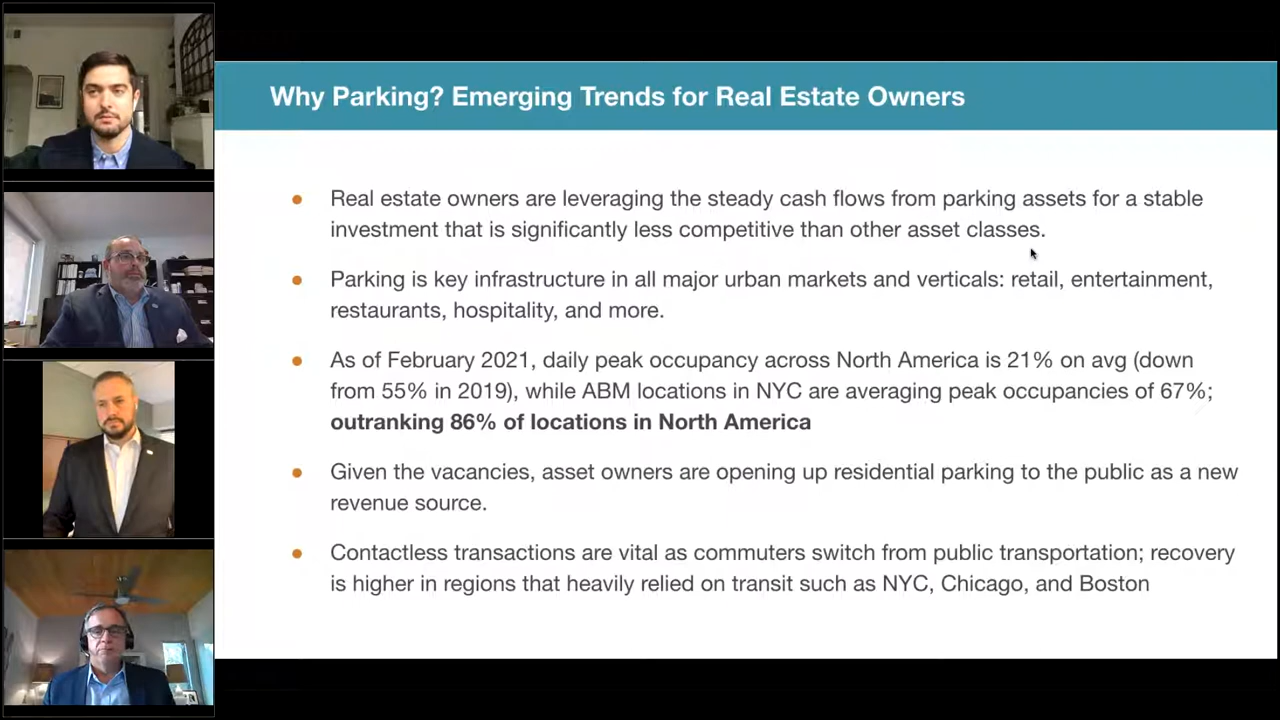 Why Parking? Emerging Trends for Real Estate Owners
Real estate owners are leveraging the steady cash flows from parking assets for a stable
investment that is significantly less competitive than other asset classes.
Parking is key infrastructure in all major urban markets and verticals: retail, entertainment,
restaurants, hospitality, and more.
As of February 2021, daily peak occupancy across North America is 21% on avg (down
from 55% in 2019), while ABM locations in NYC are averaging peak occupancies of 67%;
outranking 86% of locations in North America
Given the vacancies, asset owners are opening up residential parking to the public as a new
revenue source.
Contactless transactions are vital as commuters switch from public transportation; recovery
is higher in regions that heavily relied on transit such as NYC, Chicago, and Boston